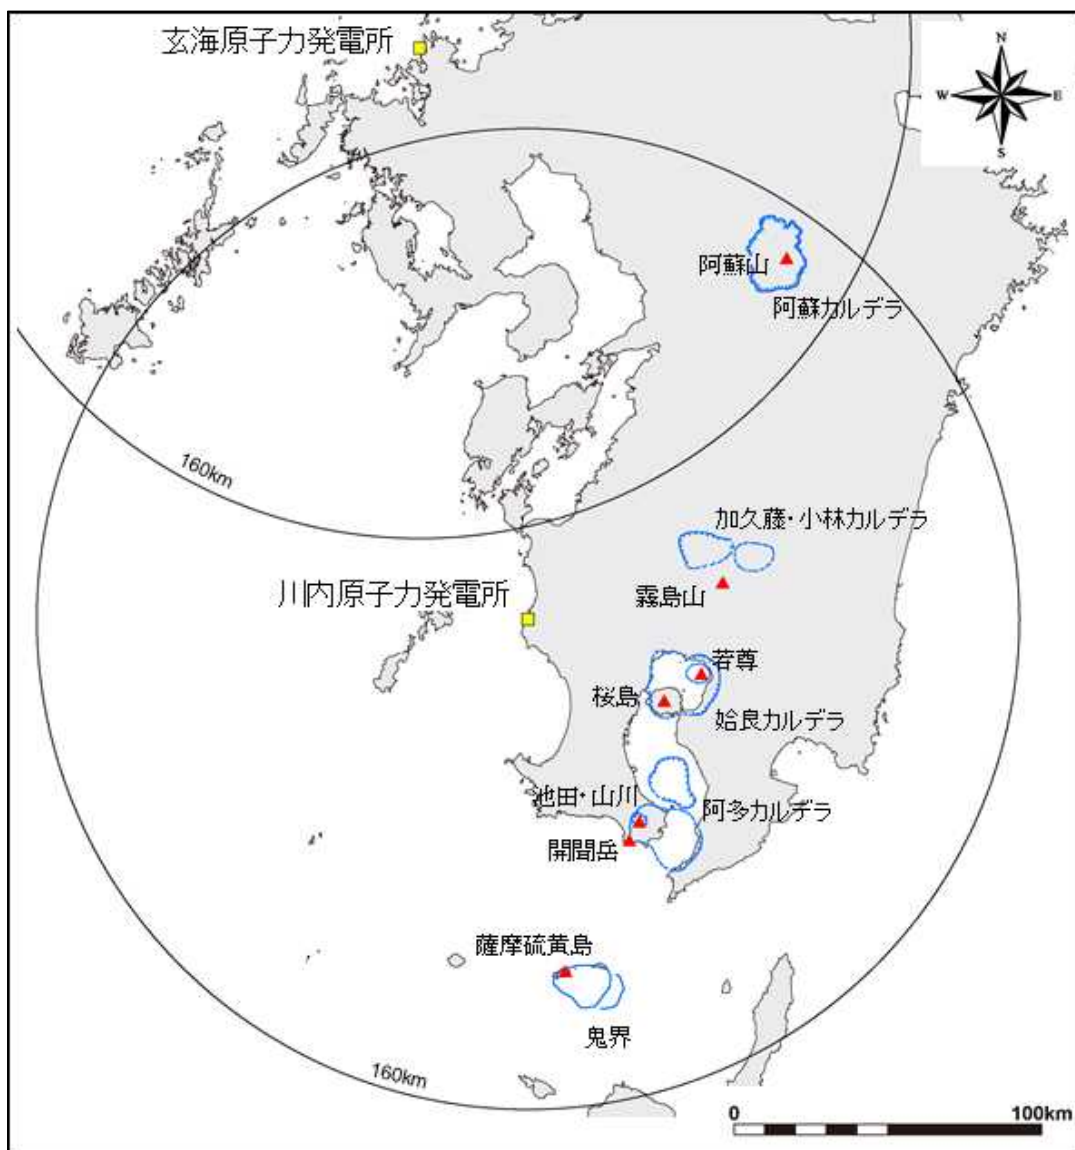 玄海原子力発電所
N
W
E
S
阿蘇山
阿蘇カルデラ
160km
加久藤・小林カルデラ
霧島山
川内原子力発電所
若尊
桜島
姶良カルデラ
池田・山川
阿多カルデラ
開聞岳
薩摩硫黄島
鬼界
160km
0
100km